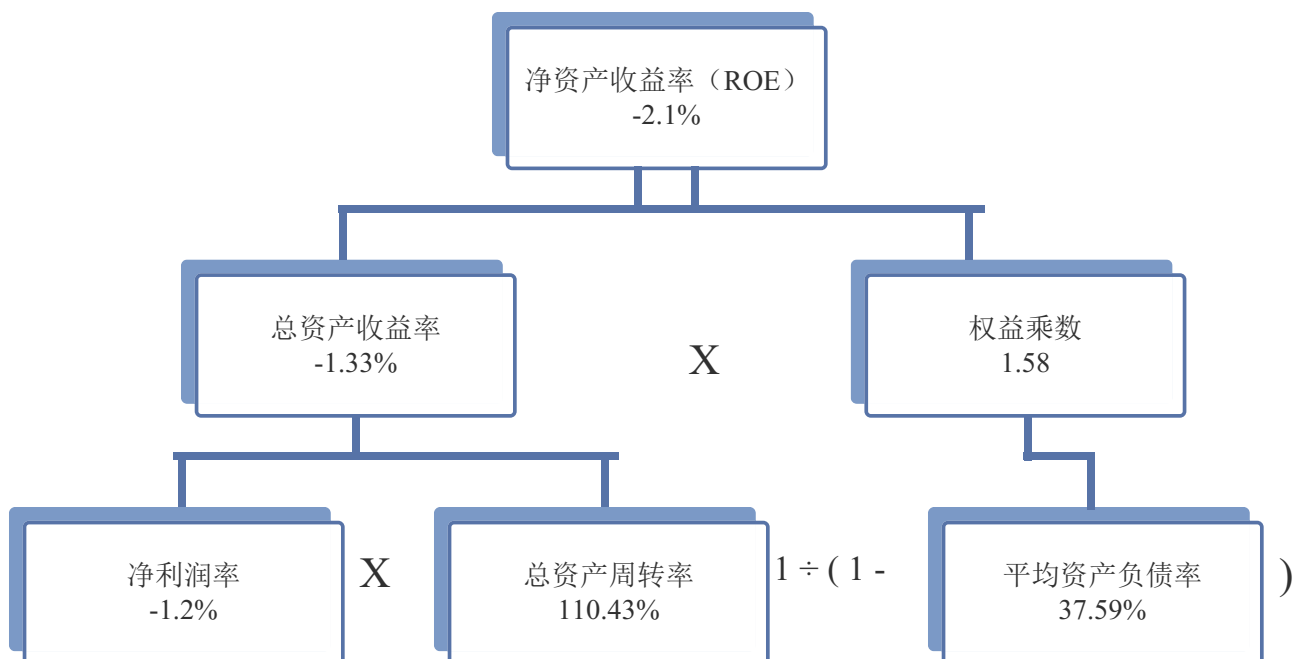 净资产收益率（ROE）
-2.1%
总资产收益率
-1.33%
X
权益乘数
1.58
净利润率
-1.2%
X
总资产周转率
110.43%
1 ÷ ( 1 -
平均资产负债率
37.59%
)